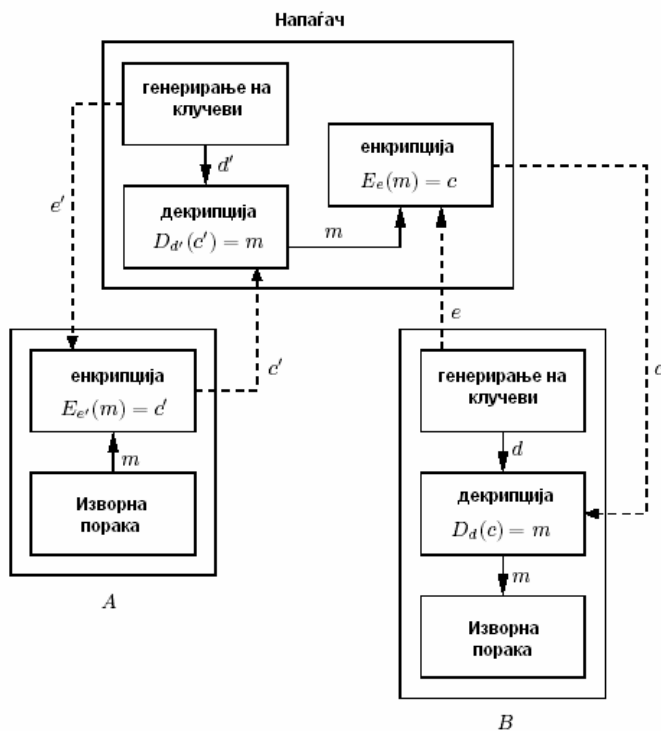 Напаѓач
генерирање на
клучеви
d′
e′
енкрипција
E_e(m) = c
декрипција
D_{d′}(c′) = m
m
e
c′
c
енкрипција
E_{e′}(m) = c′
m
Изворна
порака
A
генерирање на
клучеви
d
декрипција
D_d(c) = m
m
Изворна
порака
B